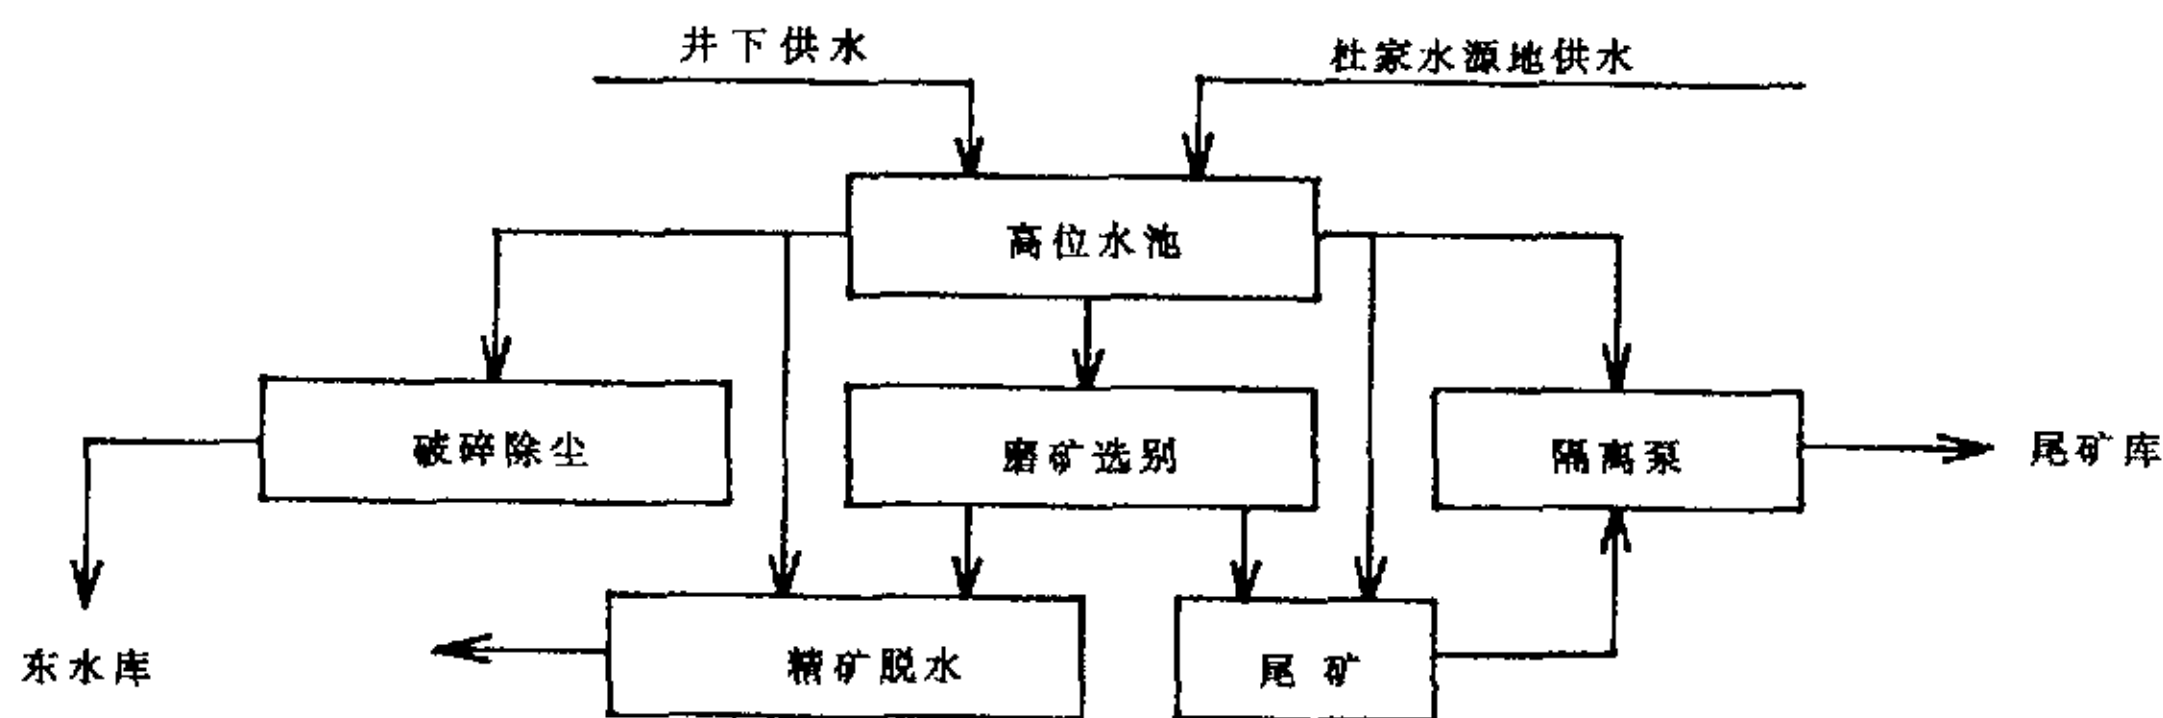 井下供水
杜家水源地供水
高位水池
破碎除尘
磨矿选别
隔离泵
尾矿库
东水库
精矿脱水
尾矿